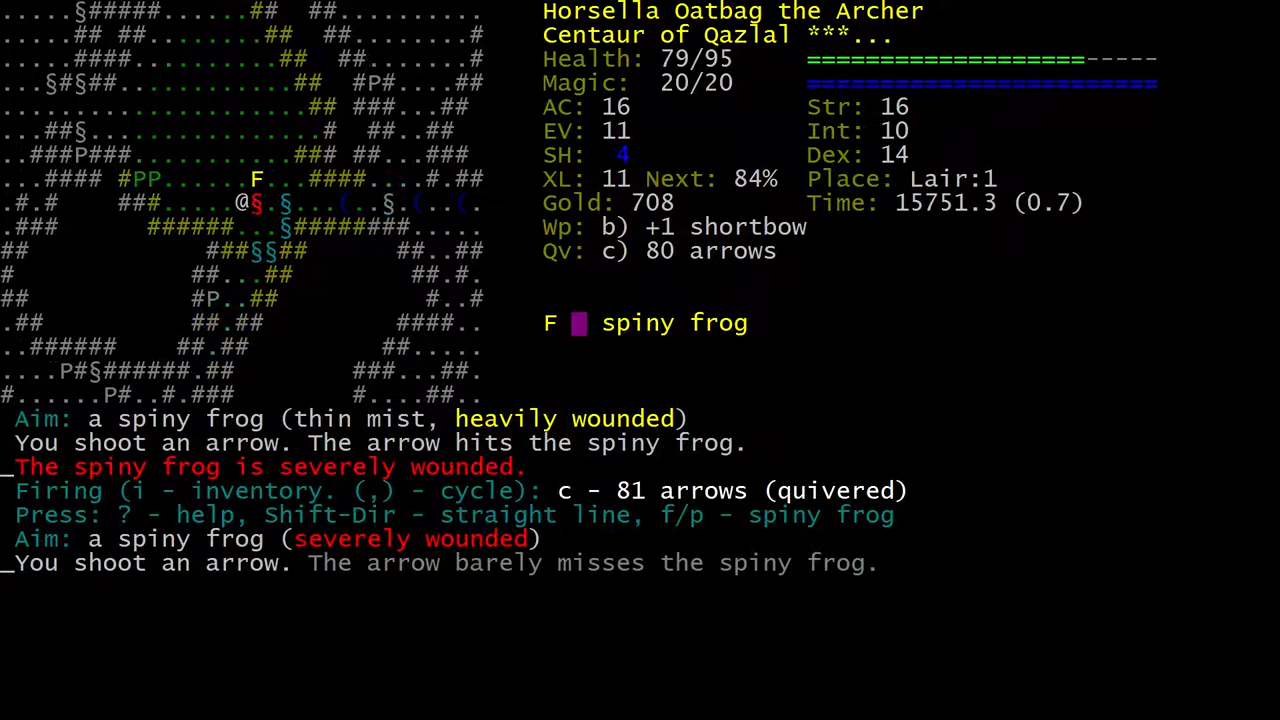 Horsella Oatbag the Archer
Centaur of Qazlal ***...
Health: 79/95 ===================-----
Magic: 20/20 ========================
AC: 16 Str: 16
EV: 11 Int: 10
SH: 4 Dex: 14
XL: 11 Next: 84% Place: Lair:1
Gold: 708 Time: 15751.3 (0.7)
Wp: b) +1 shortbow
Qv: c) 80 arrows
F spiny frog
Aim: a spiny frog (thin mist, heavily wounded)
You shoot an arrow. The arrow hits the spiny frog.
_The spiny frog is severely wounded.
Firing (i - inventory. (,) - cycle): c - 81 arrows (quivered)
Press: ? - help, Shift-Dir - straight line, f/p - spiny frog
Aim: a spiny frog (severely wounded)
_You shoot an arrow. The arrow barely misses the spiny frog.